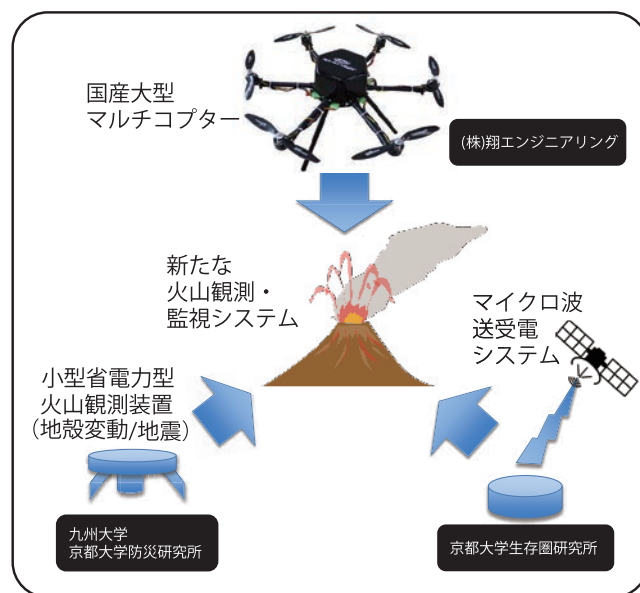 国産大型
マルチコプター
(株)翔エンジニアリング
新たな
火山観測・
監視システム
マイクロ波
送受電
システム
小型省電力型
火山観測装置
(地殻変動/地震)
九州大学
京都大学防災研究所
京都大学生存圏研究所